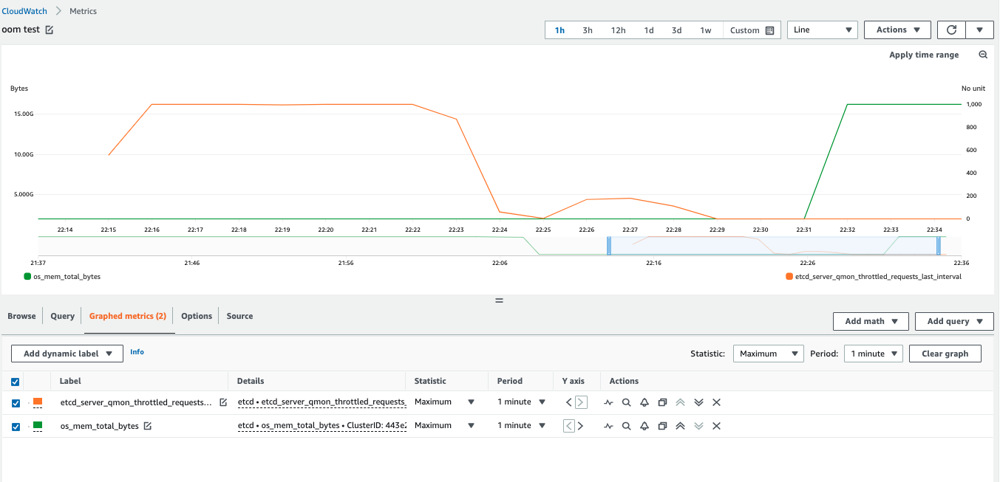 CloudWatch > Metrics
oom test
1h 3h 12h 1d 3d 1w Custom Line Actions
Apply time range
Bytes No unit
15.00G
10.00G
5.000G
1,000
800
600
400
200
0
22:14 22:15 22:16 22:17 22:18 22:19 22:20 22:21 22:22 22:23 22:24 22:25 22:26 22:27 22:28 22:29 22:30 22:31 22:32 22:33 22:34
21:37 21:46 21:56 22:06 22:16 22:26 22:36
os_mem_total_bytes etcd_server_qmon_throttled_requests_last_interval
Browse Query Graphed metrics (2) Options Source
Add math Add query
Add dynamic label Info Statistic: Maximum Period: 1 minute Clear graph
Label Details Statistic Period Y axis Actions
etcd_server_qmon_throttled_requests... etcd • etcd_server_qmon_throttled_requests_ Maximum 1 minute
os_mem_total_bytes etcd • os_mem_total_bytes • ClusterID: 443e2 Maximum 1 minute